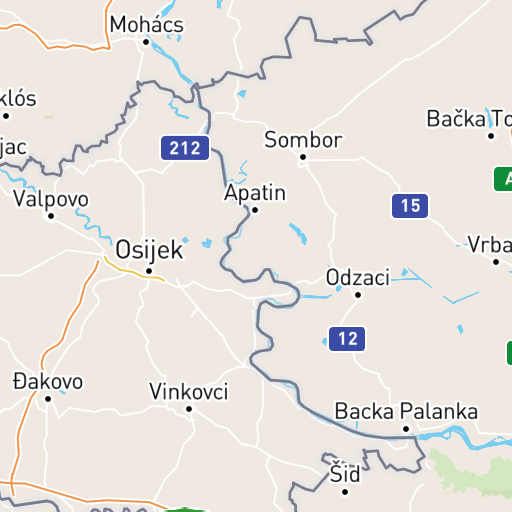 Mohács
klós
Bačka To
212
Sombor
jac
A
Valpovo
Apatin
15
Osijek
Vrba
Odzaci
12
Đakovo
Vinkovci
Backa Palanka
Šid